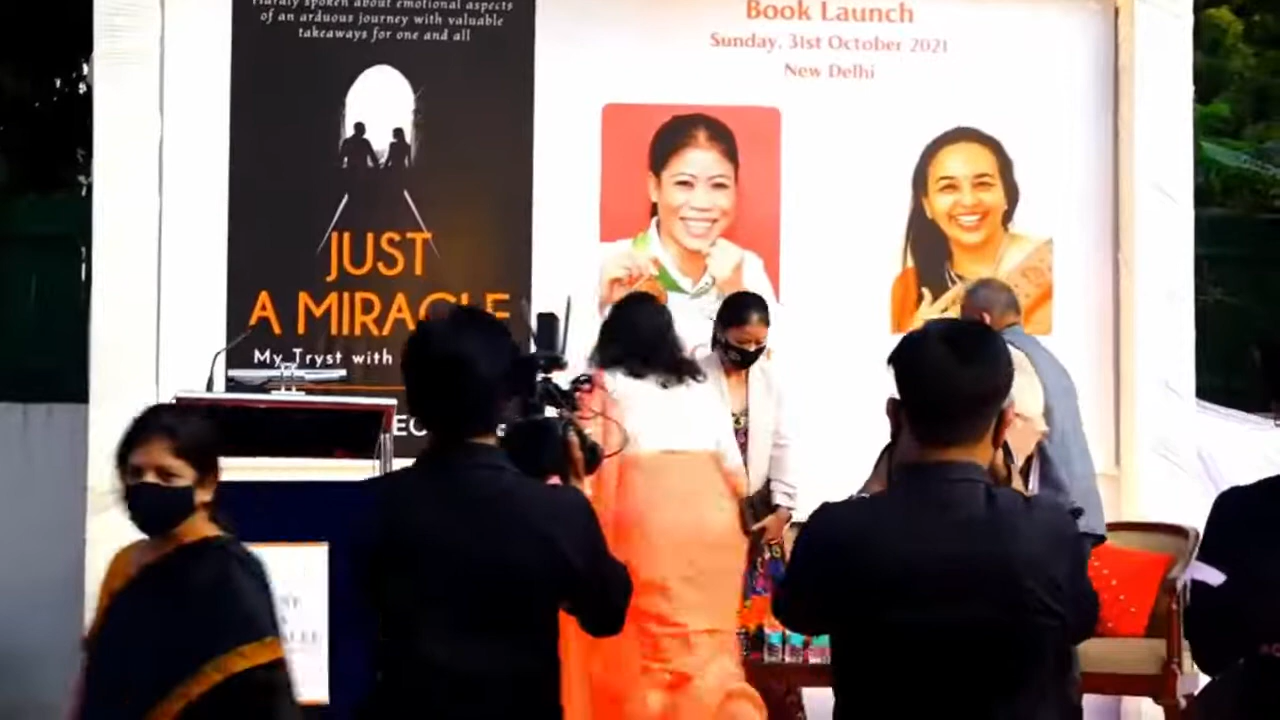 of an arduous journey with valuable
takeaways for one and all
JUST
A MIRACLE
My Tryst with
Book Launch
Sunday, 31st October 2021
New Delhi